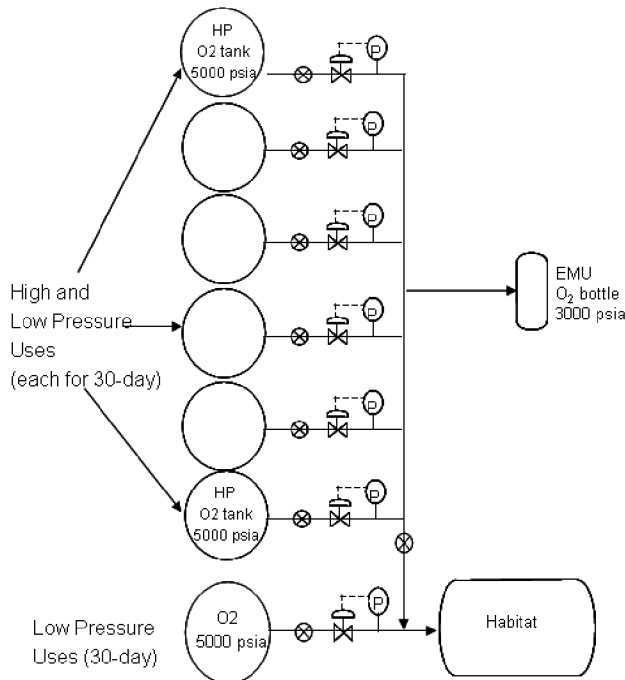 HP
O2 tank
5000 psia
P
P
P
P
P
HP
O2 tank
5000 psia
P
High and
Low Pressure
Uses
(each for 30-day)
EMU
O₂ bottle
3000 psia
O2
5000 psia
P
Low Pressure
Uses (30-day)
Habitat